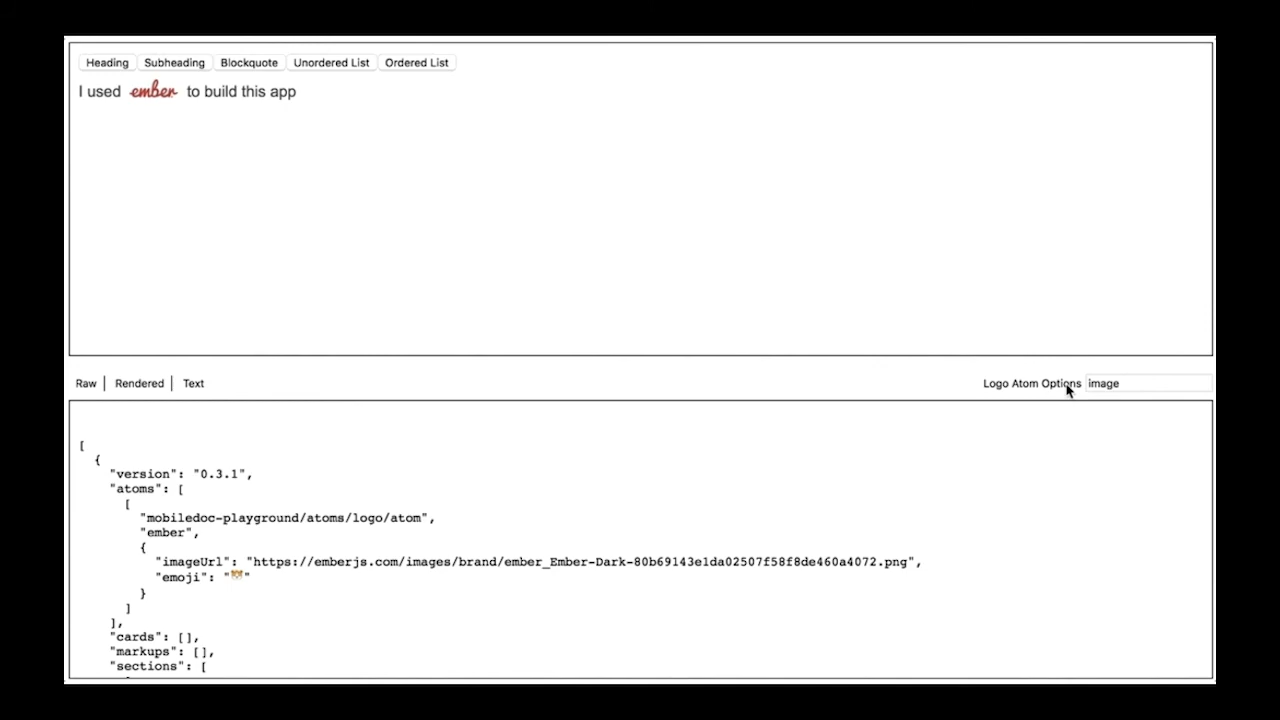 Heading Subheading Blockquote Unordered List Ordered List
I used ember to build this app
Raw | Rendered | Text Logo Atom Options image
[
  {
    "version": "0.3.1",
    "atoms": [
      [
        "mobiledoc-playground/atoms/logo/atom",
        "ember",
        {
          "imageUrl": "https://emberjs.com/images/brand/ember_Ember-Dark-80b69143e1da02507f58f8de460a4072.png",
          "emoji": "🐹"
        }
      ]
    ],
    "cards": [],
    "markups": [],
    "sections": [